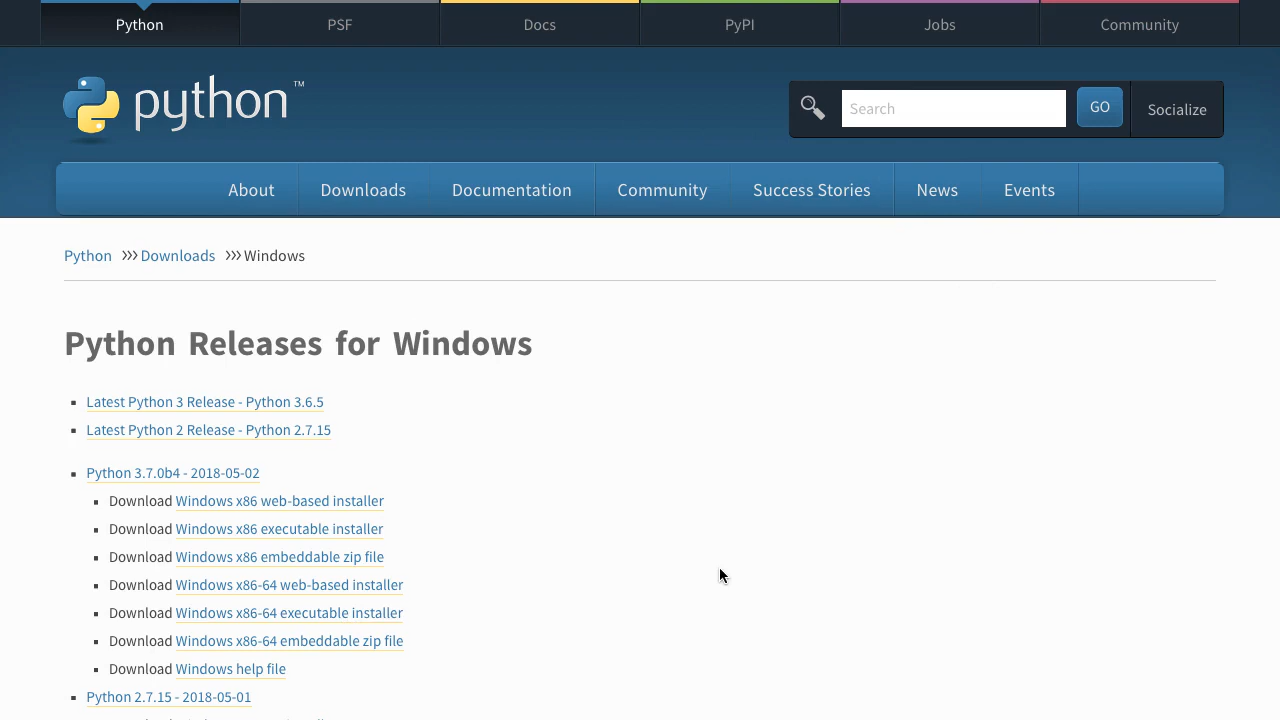 Python PSF Docs PyPI Jobs Community
python™
Search GO Socialize
About Downloads Documentation Community Success Stories News Events
Python >>> Downloads >>> Windows
Python Releases for Windows
Latest Python 3 Release - Python 3.6.5
Latest Python 2 Release - Python 2.7.15
Python 3.7.0b4 - 2018-05-02
Download Windows x86 web-based installer
Download Windows x86 executable installer
Download Windows x86 embeddable zip file
Download Windows x86-64 web-based installer
Download Windows x86-64 executable installer
Download Windows x86-64 embeddable zip file
Download Windows help file
Python 2.7.15 - 2018-05-01